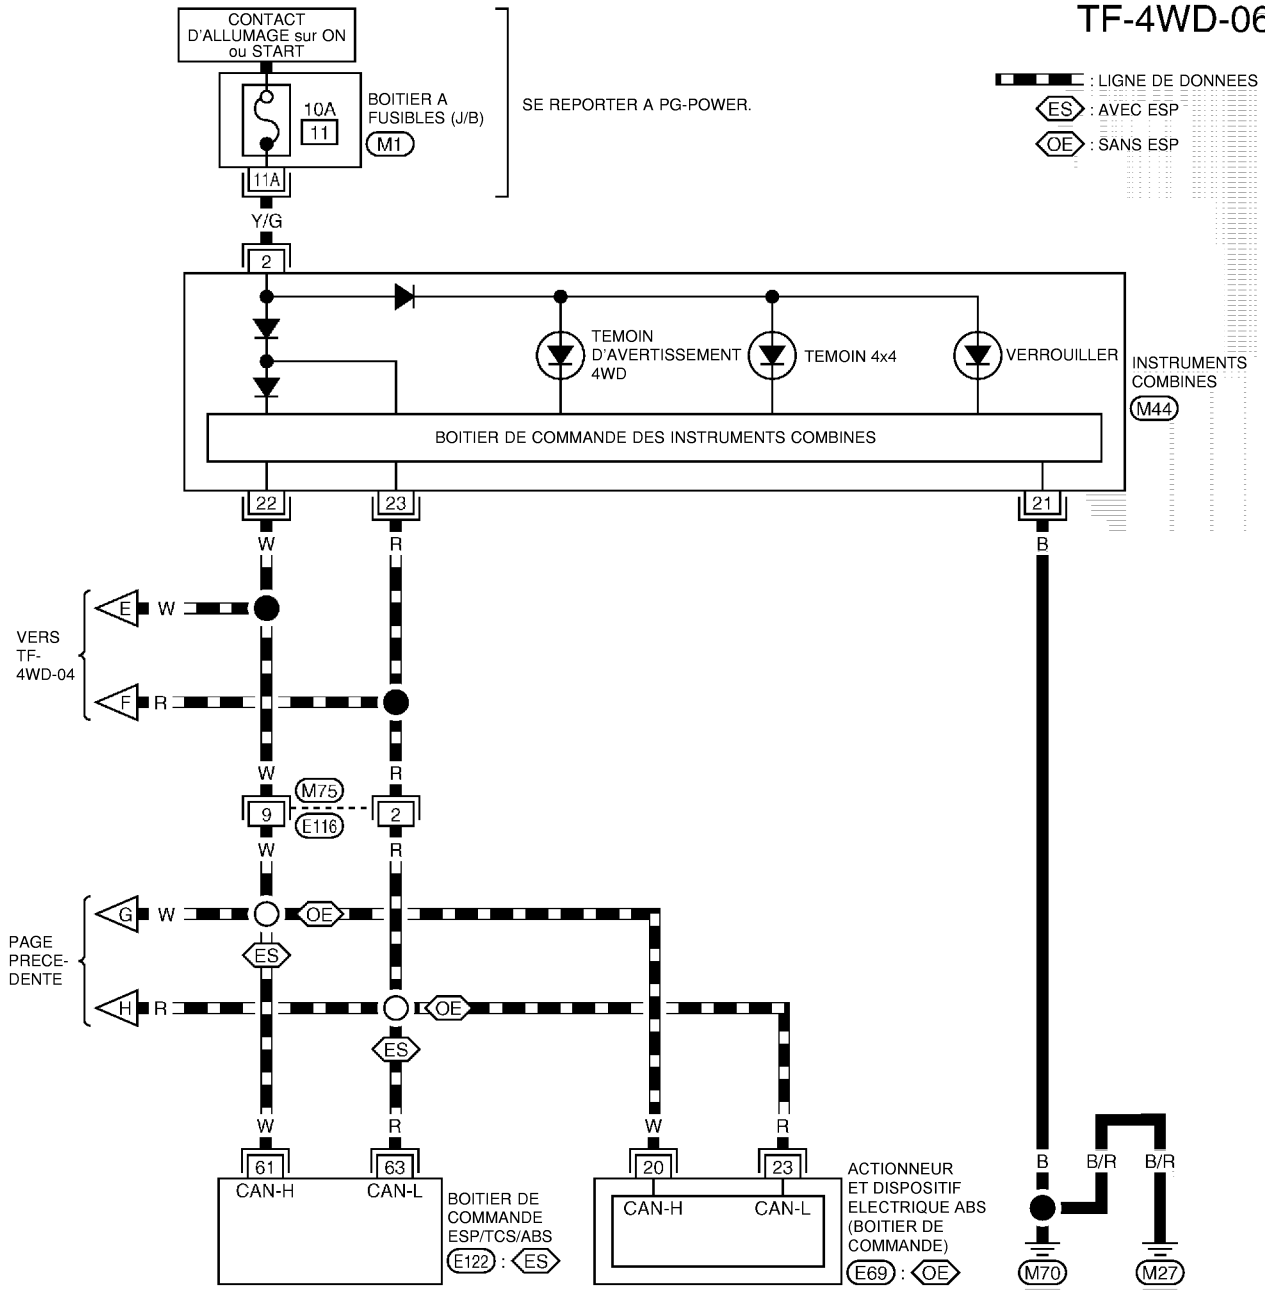 TF-4WD-06
CONTACT
D'ALLUMAGE sur ON
ou START
10A
11
BOITIER A
FUSIBLES (J/B)
M1
SE REPORTER A PG-POWER.
: LIGNE DE DONNEES
ES : AVEC ESP
OE : SANS ESP
11A
Y/G
2
TEMOIN
D'AVERTISSEMENT
4WD
TEMOIN 4x4
VERROUILLER
INSTRUMENTS
COMBINES
M44
BOITIER DE COMMANDE DES INSTRUMENTS COMBINES
22
23
21
W
R
B
VERS
TF-
4WD-04
E W
F R
W
R
M75
9
2
E116
W
R
PAGE
PRECE-
DENTE
G W
OE
ES
H R
OE
ES
W
R
W
R
B
B/R
B/R
61
63
20
23
CAN-H
CAN-L
BOITIER DE
COMMANDE
ESP/TCS/ABS
E122 : ES
CAN-H
CAN-L
ACTIONNEUR
ET DISPOSITIF
ELECTRIQUE ABS
(BOITIER DE
COMMANDE)
E69 : OE
M70
M27